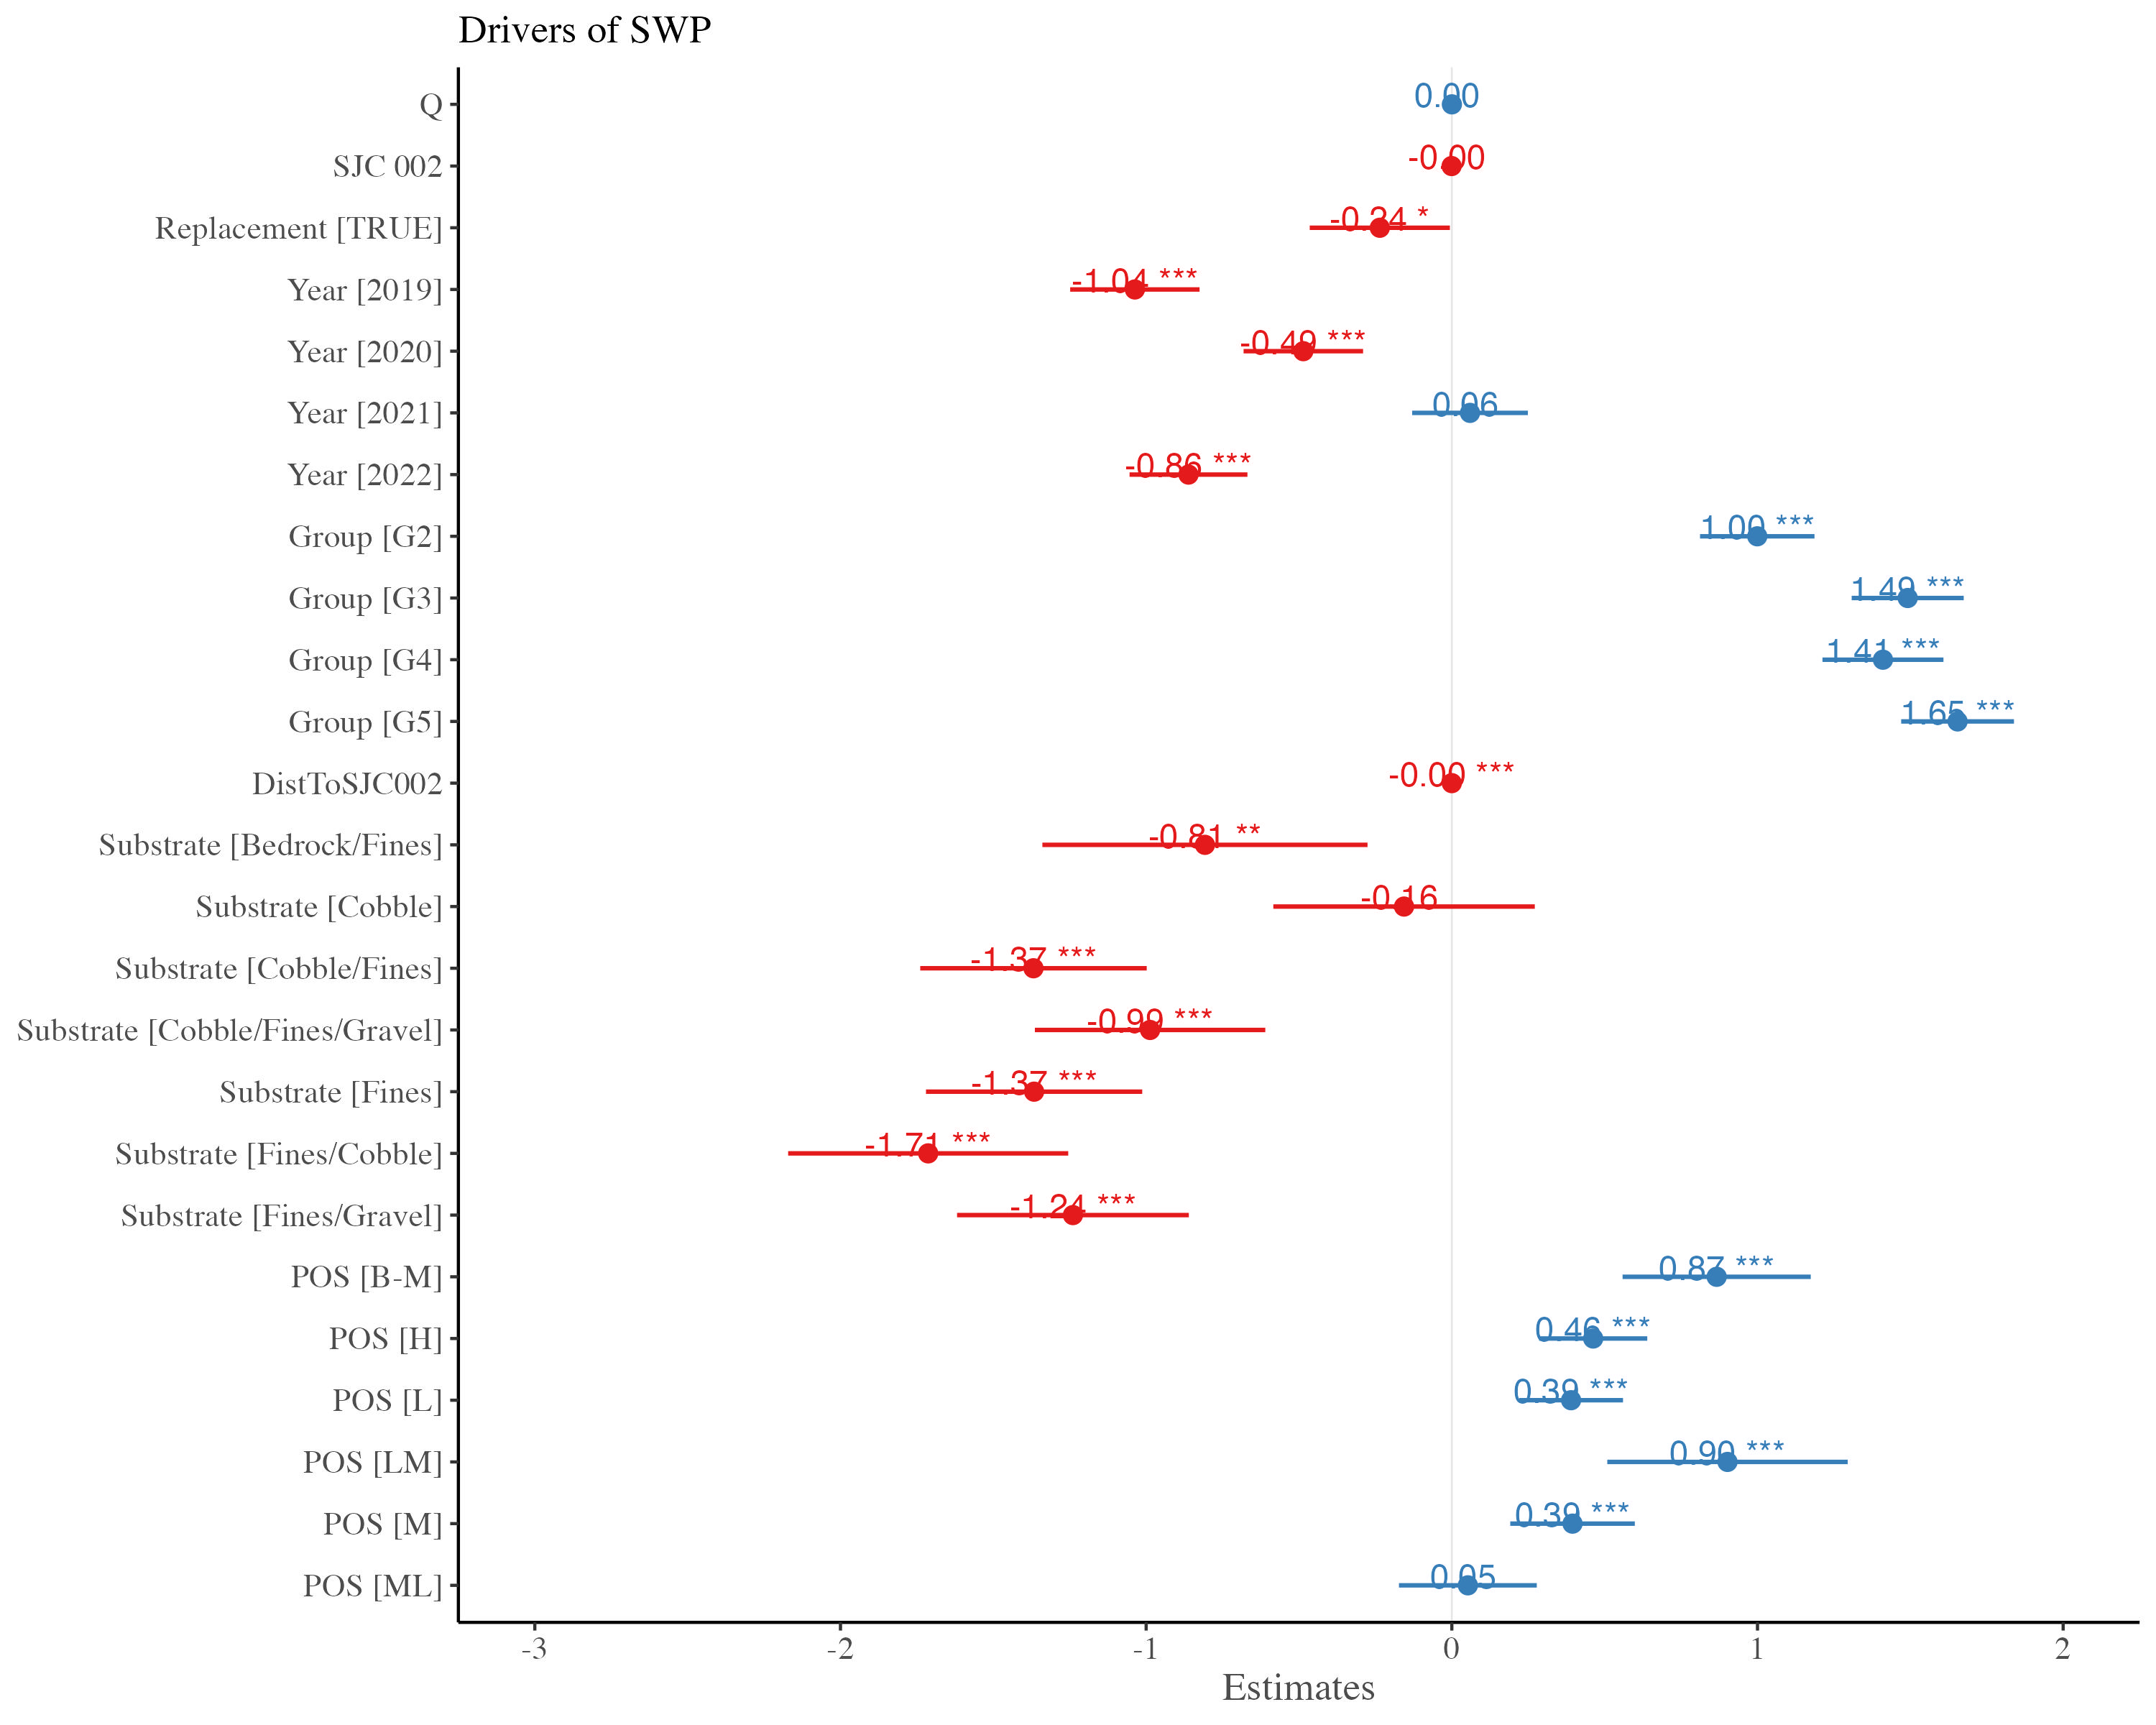 Drivers of SWP
Q 0.00
SJC 002 -0.00
Replacement [TRUE] -0.24 *
Year [2019] -1.04 ***
Year [2020] -0.49 ***
Year [2021] 0.06
Year [2022] -0.86 ***
Group [G2] 1.00 ***
Group [G3] 1.49 ***
Group [G4] 1.41 ***
Group [G5] 1.65 ***
DistToSJC002 -0.00 ***
Substrate [Bedrock/Fines] -0.81 **
Substrate [Cobble] -0.16
Substrate [Cobble/Fines] -1.37 ***
Substrate [Cobble/Fines/Gravel] -0.99 ***
Substrate [Fines] -1.37 ***
Substrate [Fines/Cobble] -1.71 ***
Substrate [Fines/Gravel] -1.24 ***
POS [B-M] 0.87 ***
POS [H] 0.46 ***
POS [L] 0.39 ***
POS [LM] 0.90 ***
POS [M] 0.39 ***
POS [ML] 0.05
-3 -2 -1 0 1 2
Estimates